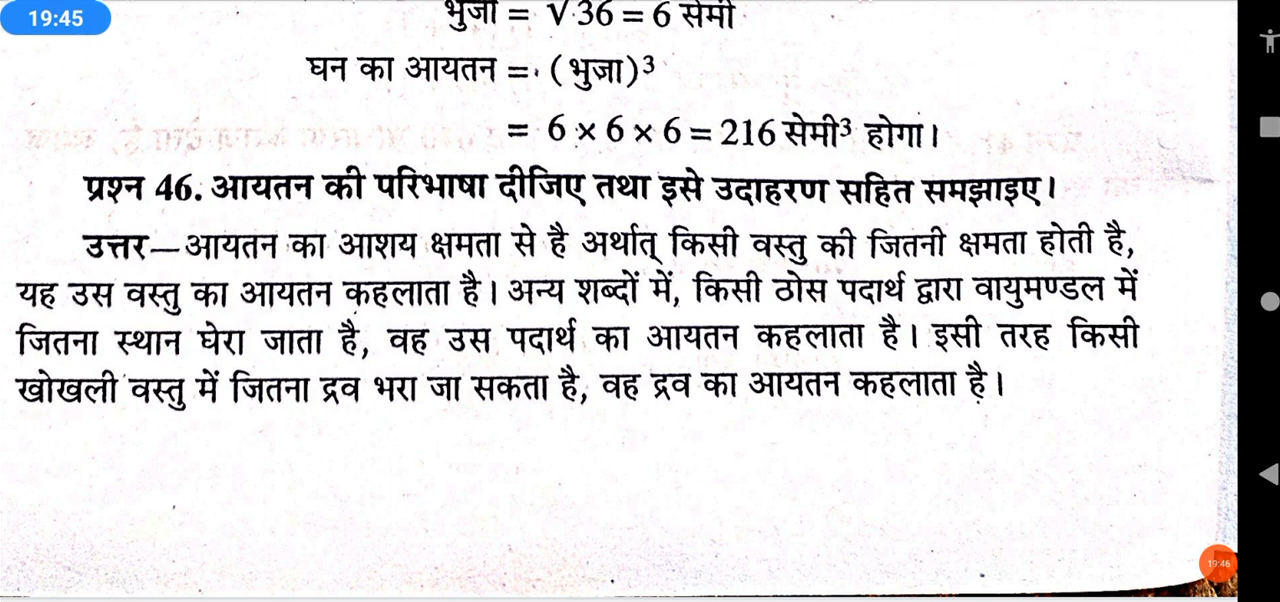 19:45
भुजा = √36 = 6 सेमी
घन का आयतन = (भुजा)³
= 6 × 6 × 6 = 216 सेमी³ होगा।
प्रश्न 46. आयतन की परिभाषा दीजिए तथा इसे उदाहरण सहित समझाइए।
उत्तर—आयतन का आशय क्षमता से है अर्थात् किसी वस्तु की जितनी क्षमता होती है,
यह उस वस्तु का आयतन कहलाता है। अन्य शब्दों में, किसी ठोस पदार्थ द्वारा वायुमण्डल में
जितना स्थान घेरा जाता है, वह उस पदार्थ का आयतन कहलाता है। इसी तरह किसी
खोखली वस्तु में जितना द्रव भरा जा सकता है, वह द्रव का आयतन कहलाता है।
19:46